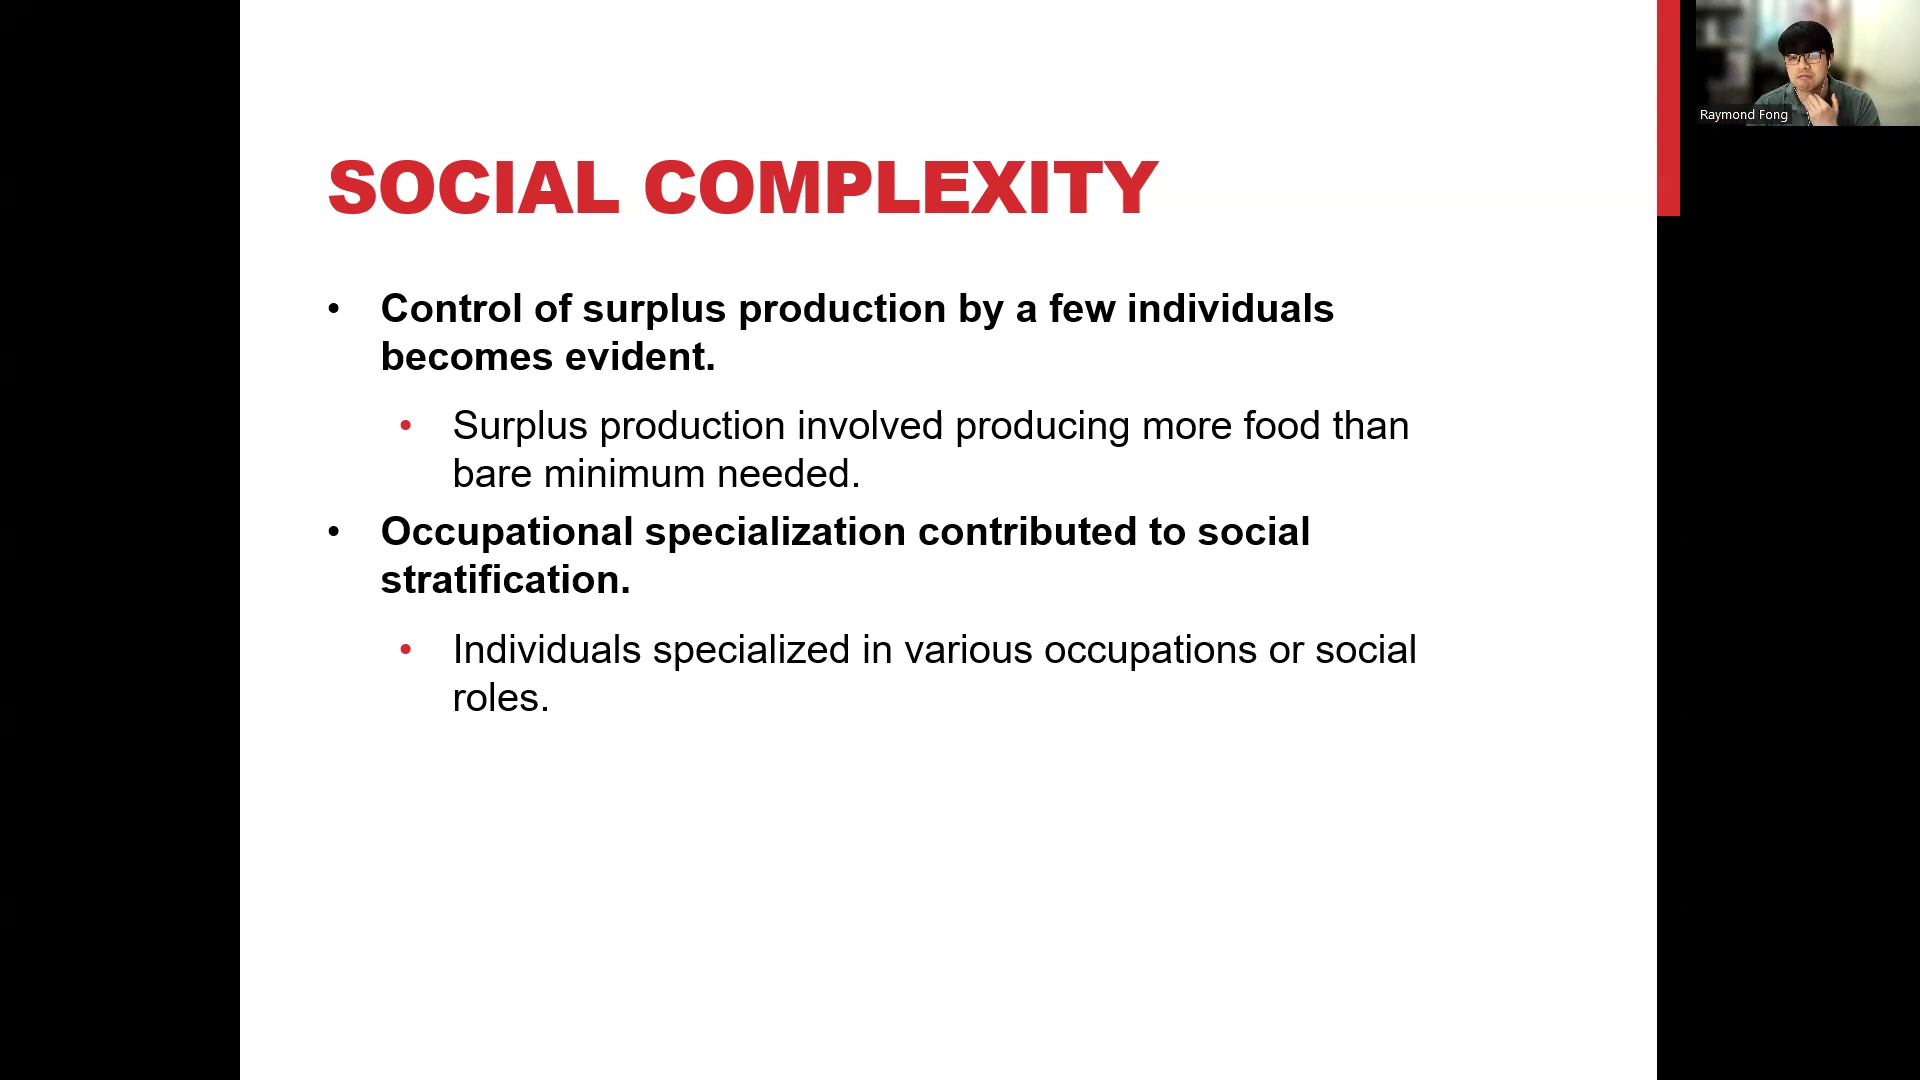 Raymond Fong
SOCIAL COMPLEXITY
• Control of surplus production by a few individuals
becomes evident.
• Surplus production involved producing more food than
bare minimum needed.
• Occupational specialization contributed to social
stratification.
• Individuals specialized in various occupations or social
roles.